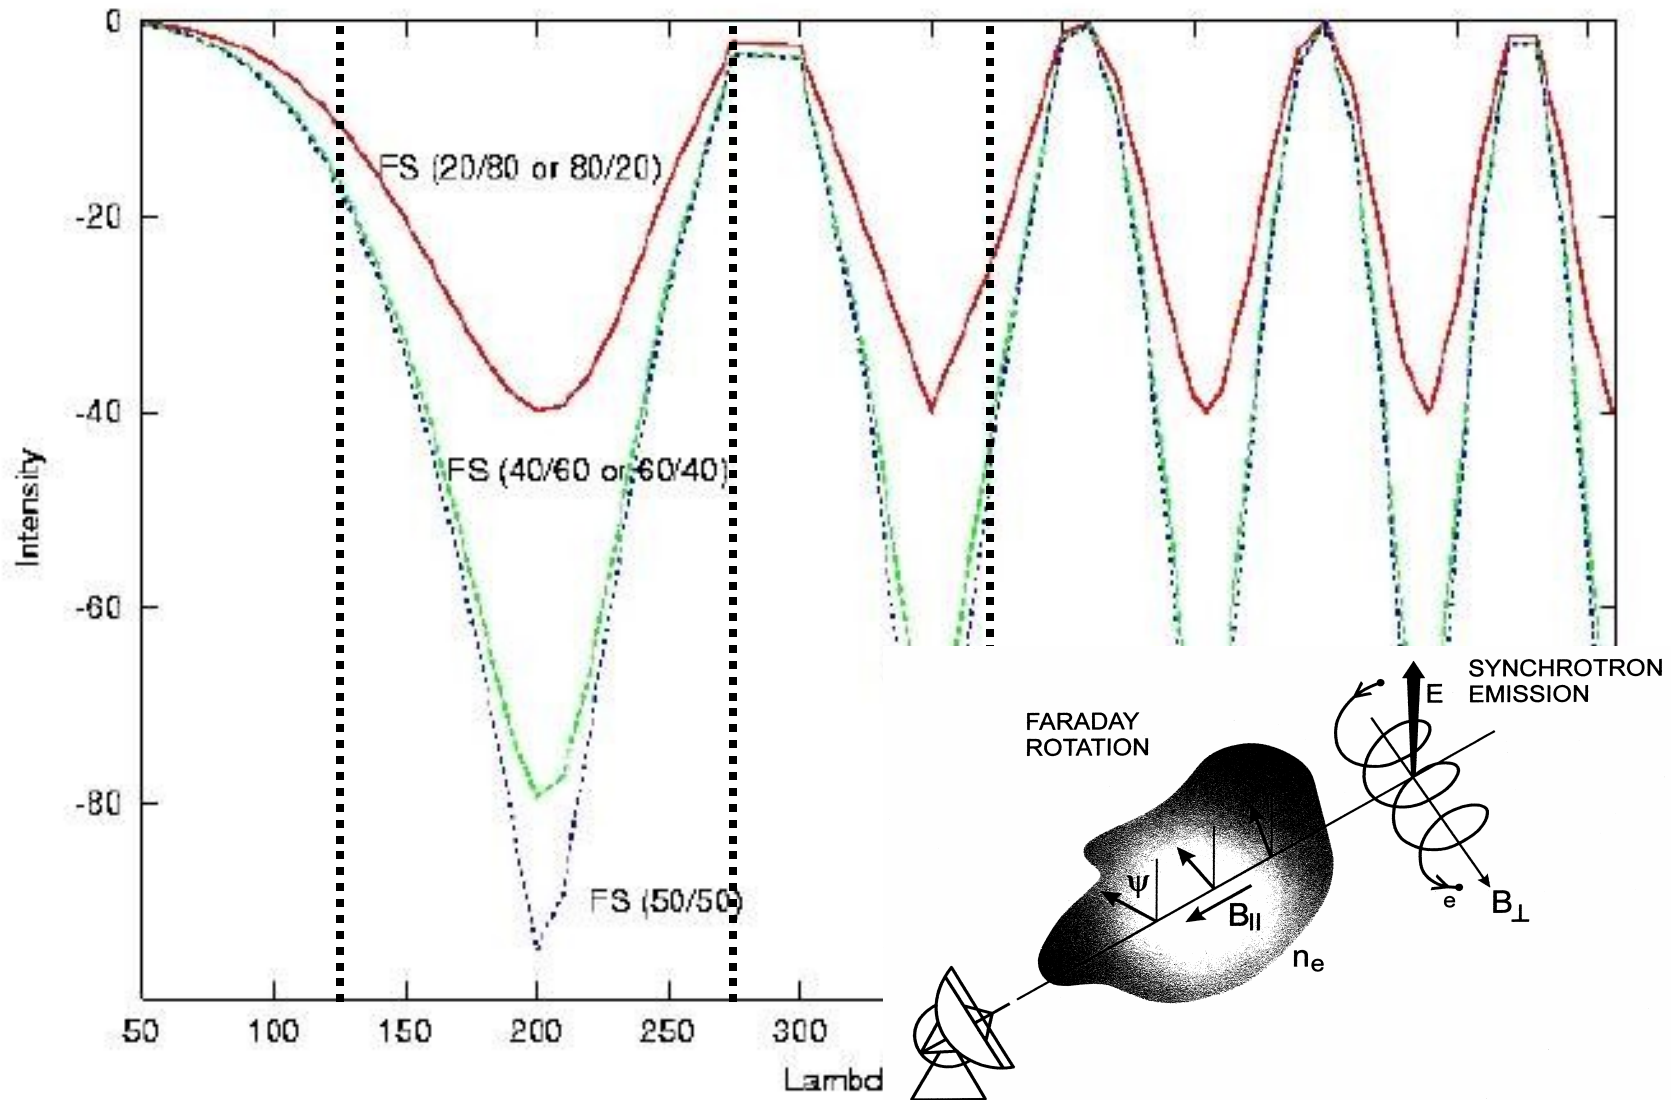 0
-20
-40
-60
-80
Intensity
FS (20/80 or 80/20)
FS (40/60 or 60/40)
FS (50/50)
50 100 150 200 250 300
Lambd
FARADAY
ROTATION
SYNCHROTRON
EMISSION
E
ψ
B||
e
B⊥
ne